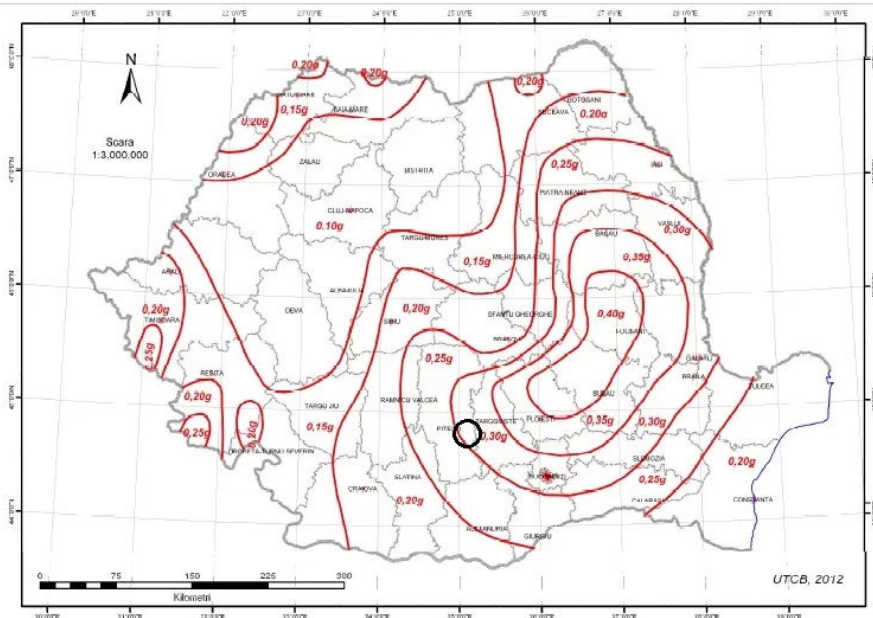 N
Scara
1:3,000,000
0,20g
0,20g
0,20g
SATU MARE
0,15g
BAIA MARE
BOTOSANI
SUCEAVA
0.20g
0,20g
ORADEA
ZALAU
BISTRITA
0,25g
IASI
PIATRA NEAMT
CLUJ-NAPOCA
0.10g
TARGU MURES
BACAU
VASLUI
0,30g
0,15g
MIERCUREA CIUC
0,35g
ARAD
ALBA IULIA
DEVA
0,20g
TIMISOARA
0,20g
SIBIU
SFANTU GHEORGHE
0,40g
FOCSANI
BRASOV
0,25g
0,25g
GALATI
BRAILA
TULCEA
RESITA
0,20g
RAMNICU VALCEA
TARGU JIU
BUZAU
0,15g
PITESTI
TARGOVISTE
PLOIESTI
0,35g
0,30g
0,25g
0,20g
0,30g
DROBETA-TURNU SEVERIN
SLOBOZIA
0,20g
SLATINA
BUCURESTI
0,25g
CRAIOVA
0,20g
CALARASI
CONSTANTA
ALEXANDRIA
GIURGIU
0
75
150
225
300
Kilometri
UTCB, 2012